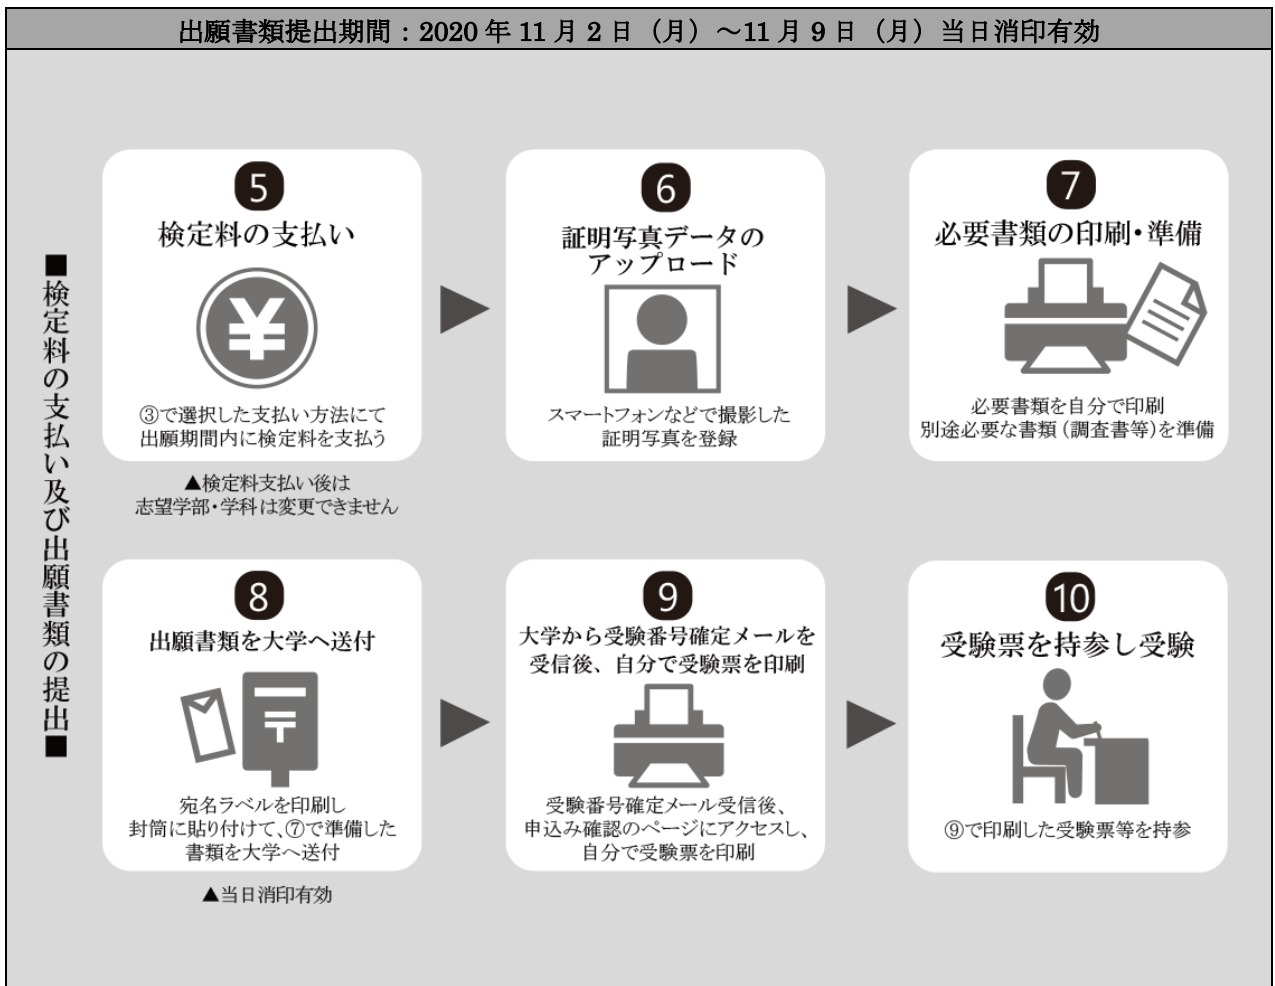 出願書類提出期間：2020年11月2日（月）～11月9日（月）当日消印有効
■検定料の支払い及び出願書類の提出■
5
検定料の支払い
¥
③で選択した支払い方法にて
出願期間内に検定料を支払う
▲検定料支払い後は
志望学部・学科は変更できません
6
証明写真データの
アップロード
スマートフォンなどで撮影した
証明写真を登録
7
必要書類の印刷・準備
必要書類を自分で印刷
別途必要な書類（調査書等）を準備
8
出願書類を大学へ送付
〒
宛名ラベルを印刷し
封筒に貼り付けて、⑦で準備した
書類を大学へ送付
▲当日消印有効
9
大学から受験番号確定メールを
受信後、自分で受験票を印刷
受験番号確定メール受信後、
申込み確認のページにアクセスし、
自分で受験票を印刷
10
受験票を持参し受験
⑨で印刷した受験票等を持参